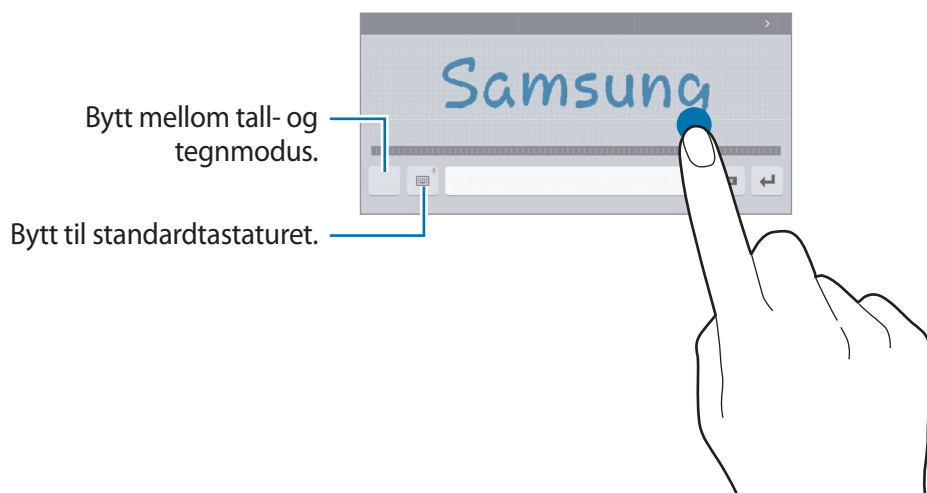 Samsung
Bytt mellom tall- og
tegnmodus.
Bytt til standardtastaturet.